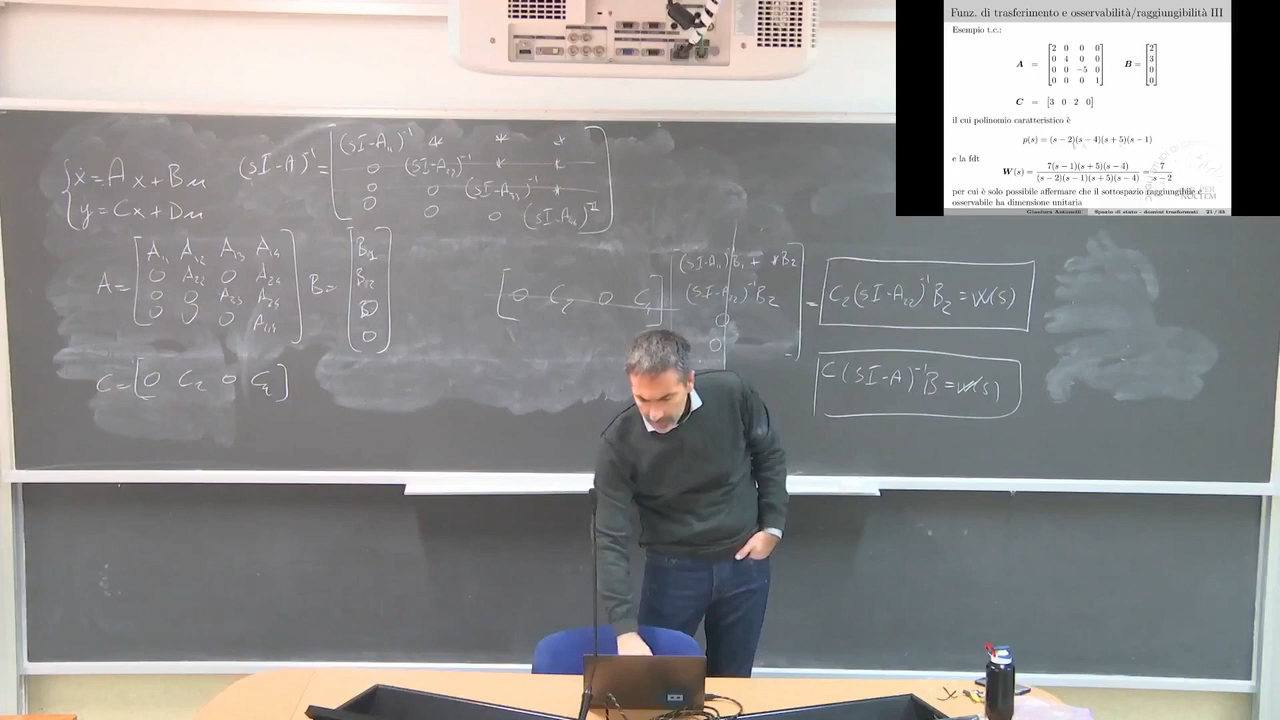 Funz. di trasferimento e osservabilità/raggiungibilità III
Esempio t.c.:
A = [2 0 0 0; 0 4 0 0; 0 0 −5 0; 0 0 0 1] B = [2; 3; 0; 0]
C = [3 0 2 0]
il cui polinomio caratteristico è
p(s) = (s − 2)(s − 4)(s + 5)(s − 1)
e la fdt
W(s) = 7(s − 1)(s + 5)(s − 4) / (s − 2)(s − 1)(s + 5)(s − 4) = 7 / s − 2
per cui è solo possibile affermare che il sottospazio raggiungibile e
osservabile ha dimensione unitaria
Gianluca Antonelli Spazio di stato - domini trasformati 21/
ẋ = Ax + Bu
y = Cx + Du
(sI-A)⁻¹ =
(sI-A₁₁)⁻¹ * * *
0 (sI-A₂₂)⁻¹ * *
0 0 (sI-A₃₃)⁻¹ *
0 0 0 (sI-A₄₄)⁻¹
A = [A₁₁ A₁₂ A₁₃ A₁₄; 0 A₂₂ 0 A₂₄; 0 0 A₃₃ A₃₄; 0 0 0 A₄₄] B = [B₁; B₂; 0; 0]
C = [0 C₂ 0 C₄]
[0 C₂ 0 C₄] [(sI-A₁₁)⁻¹B₁ + *B₂; (sI-A₂₂)⁻¹B₂; 0; 0] = C₂(sI-A₂₂)⁻¹B₂ = W(s)
C(sI-A)⁻¹B = W(s)